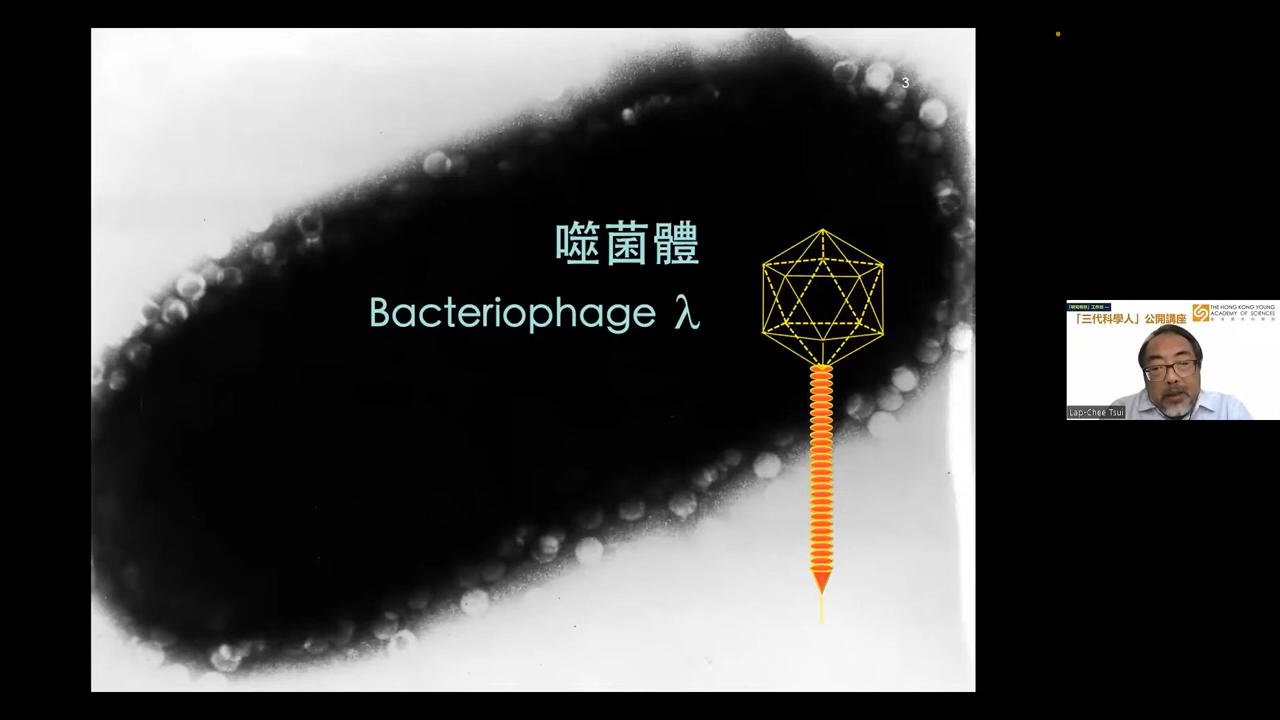 3
噬菌體
Bacteriophage λ
「三代科學人」公開講座
THE HONG KONG YOUNG
ACADEMY OF SCIENCES
Lap-Chee Tsui